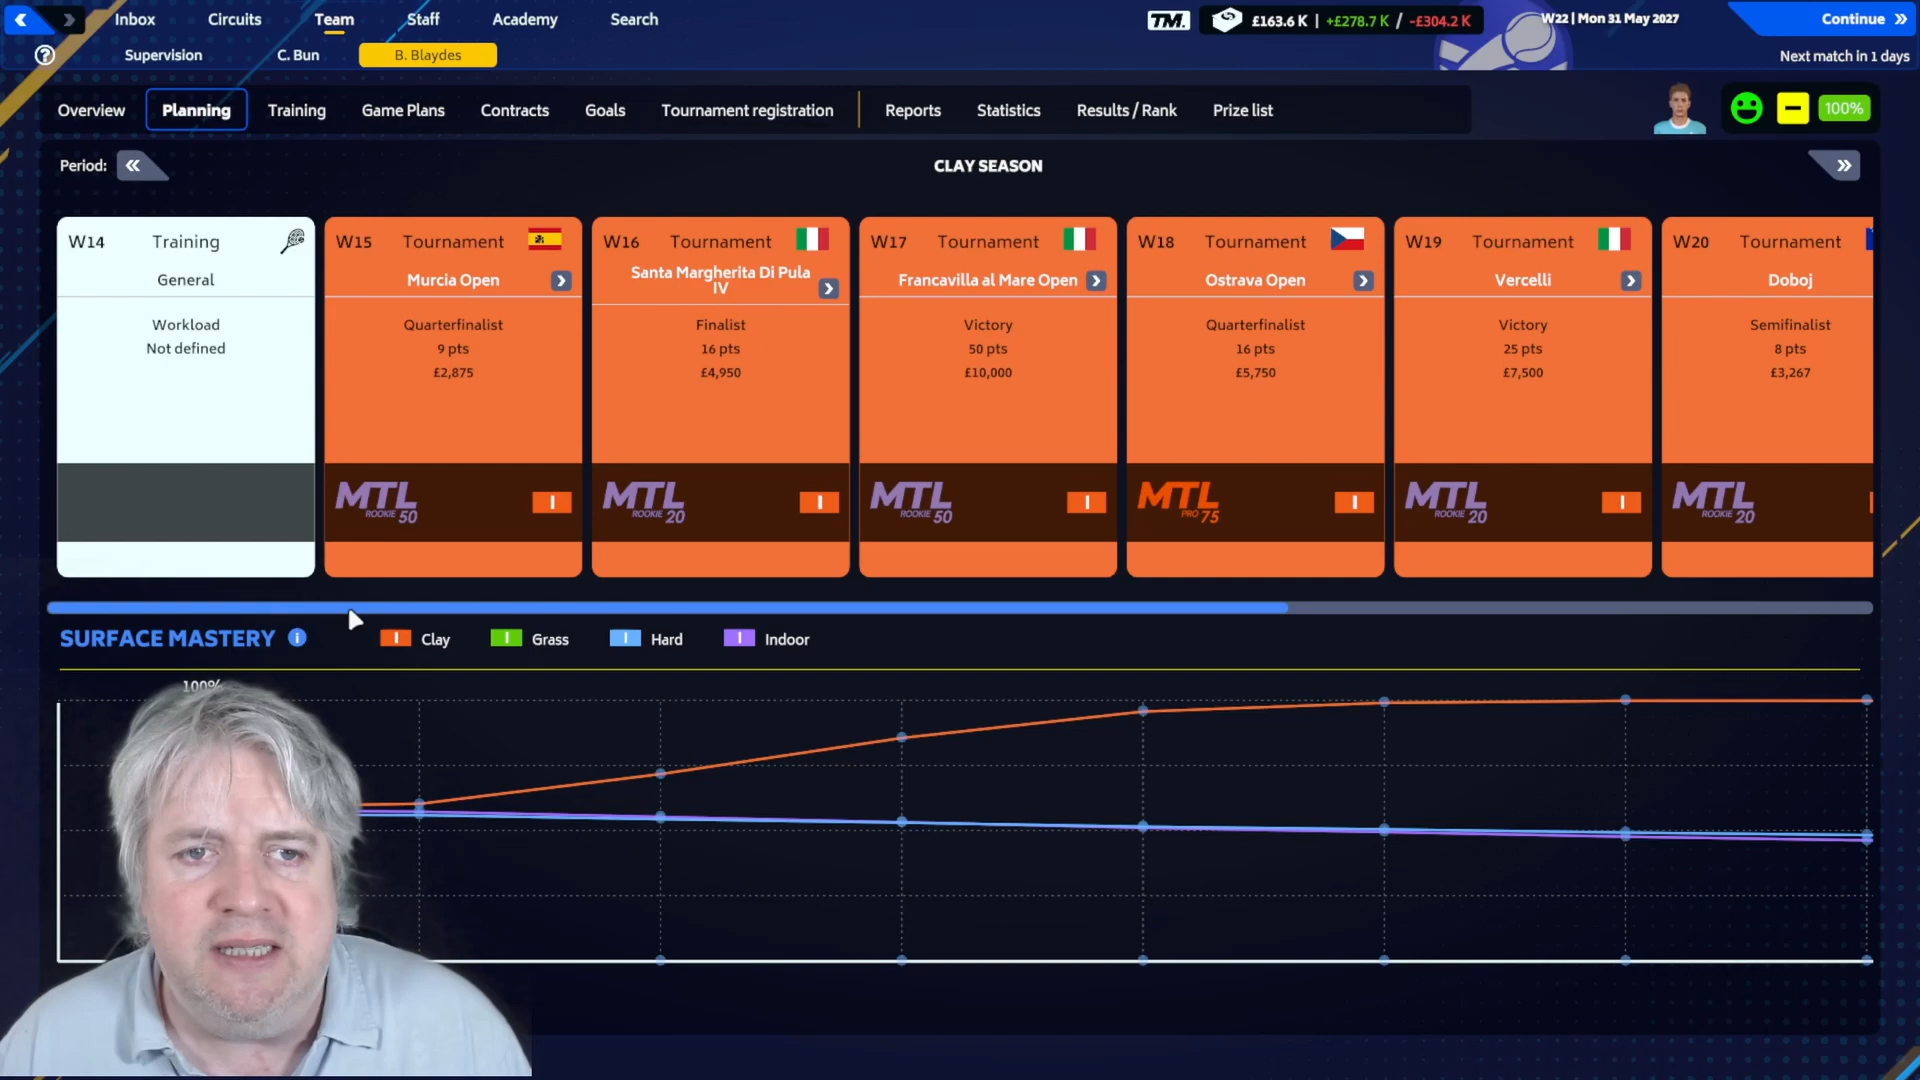 Inbox Circuits Team Staff Academy Search
TM. £163.6 K | +£278.7 K / -£304.2 K
W22 | Mon 31 May 2027
Continue
Supervision C. Bun B. Blaydes
Next match in 1 days
Overview Planning Training Game Plans Contracts Goals Tournament registration Reports Statistics Results / Rank Prize list
100%
Period: CLAY SEASON
W14 Training
General
Workload
Not defined
W15 Tournament
Murcia Open
Quarterfinalist
9 pts
£2,875
MTL
ROOKIE 50
I
W16 Tournament
Santa Margherita Di Pula
IV
Finalist
16 pts
£4,950
MTL
ROOKIE 20
I
W17 Tournament
Francavilla al Mare Open
Victory
50 pts
£10,000
MTL
ROOKIE 50
I
W18 Tournament
Ostrava Open
Quarterfinalist
16 pts
£5,750
MTL
PRO 75
I
W19 Tournament
Vercelli
Victory
25 pts
£7,500
MTL
ROOKIE 20
I
W20 Tournament
Doboj
Semifinalist
8 pts
£3,267
MTL
ROOKIE 20
SURFACE MASTERY i I Clay I Grass I Hard I Indoor
100%